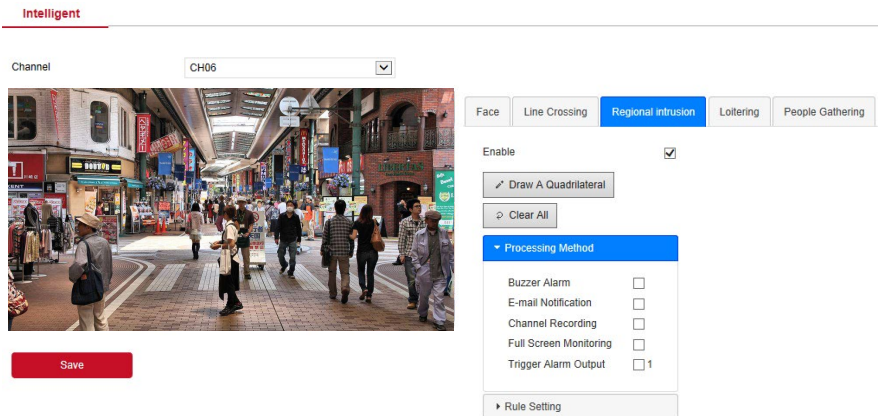 Intelligent
Channel
CH06
Face
Line Crossing
Regional intrusion
Loitering
People Gathering
Enable
Draw A Quadrilateral
Clear All
Processing Method
Buzzer Alarm
E-mail Notification
Channel Recording
Full Screen Monitoring
Trigger Alarm Output
1
Save
Rule Setting